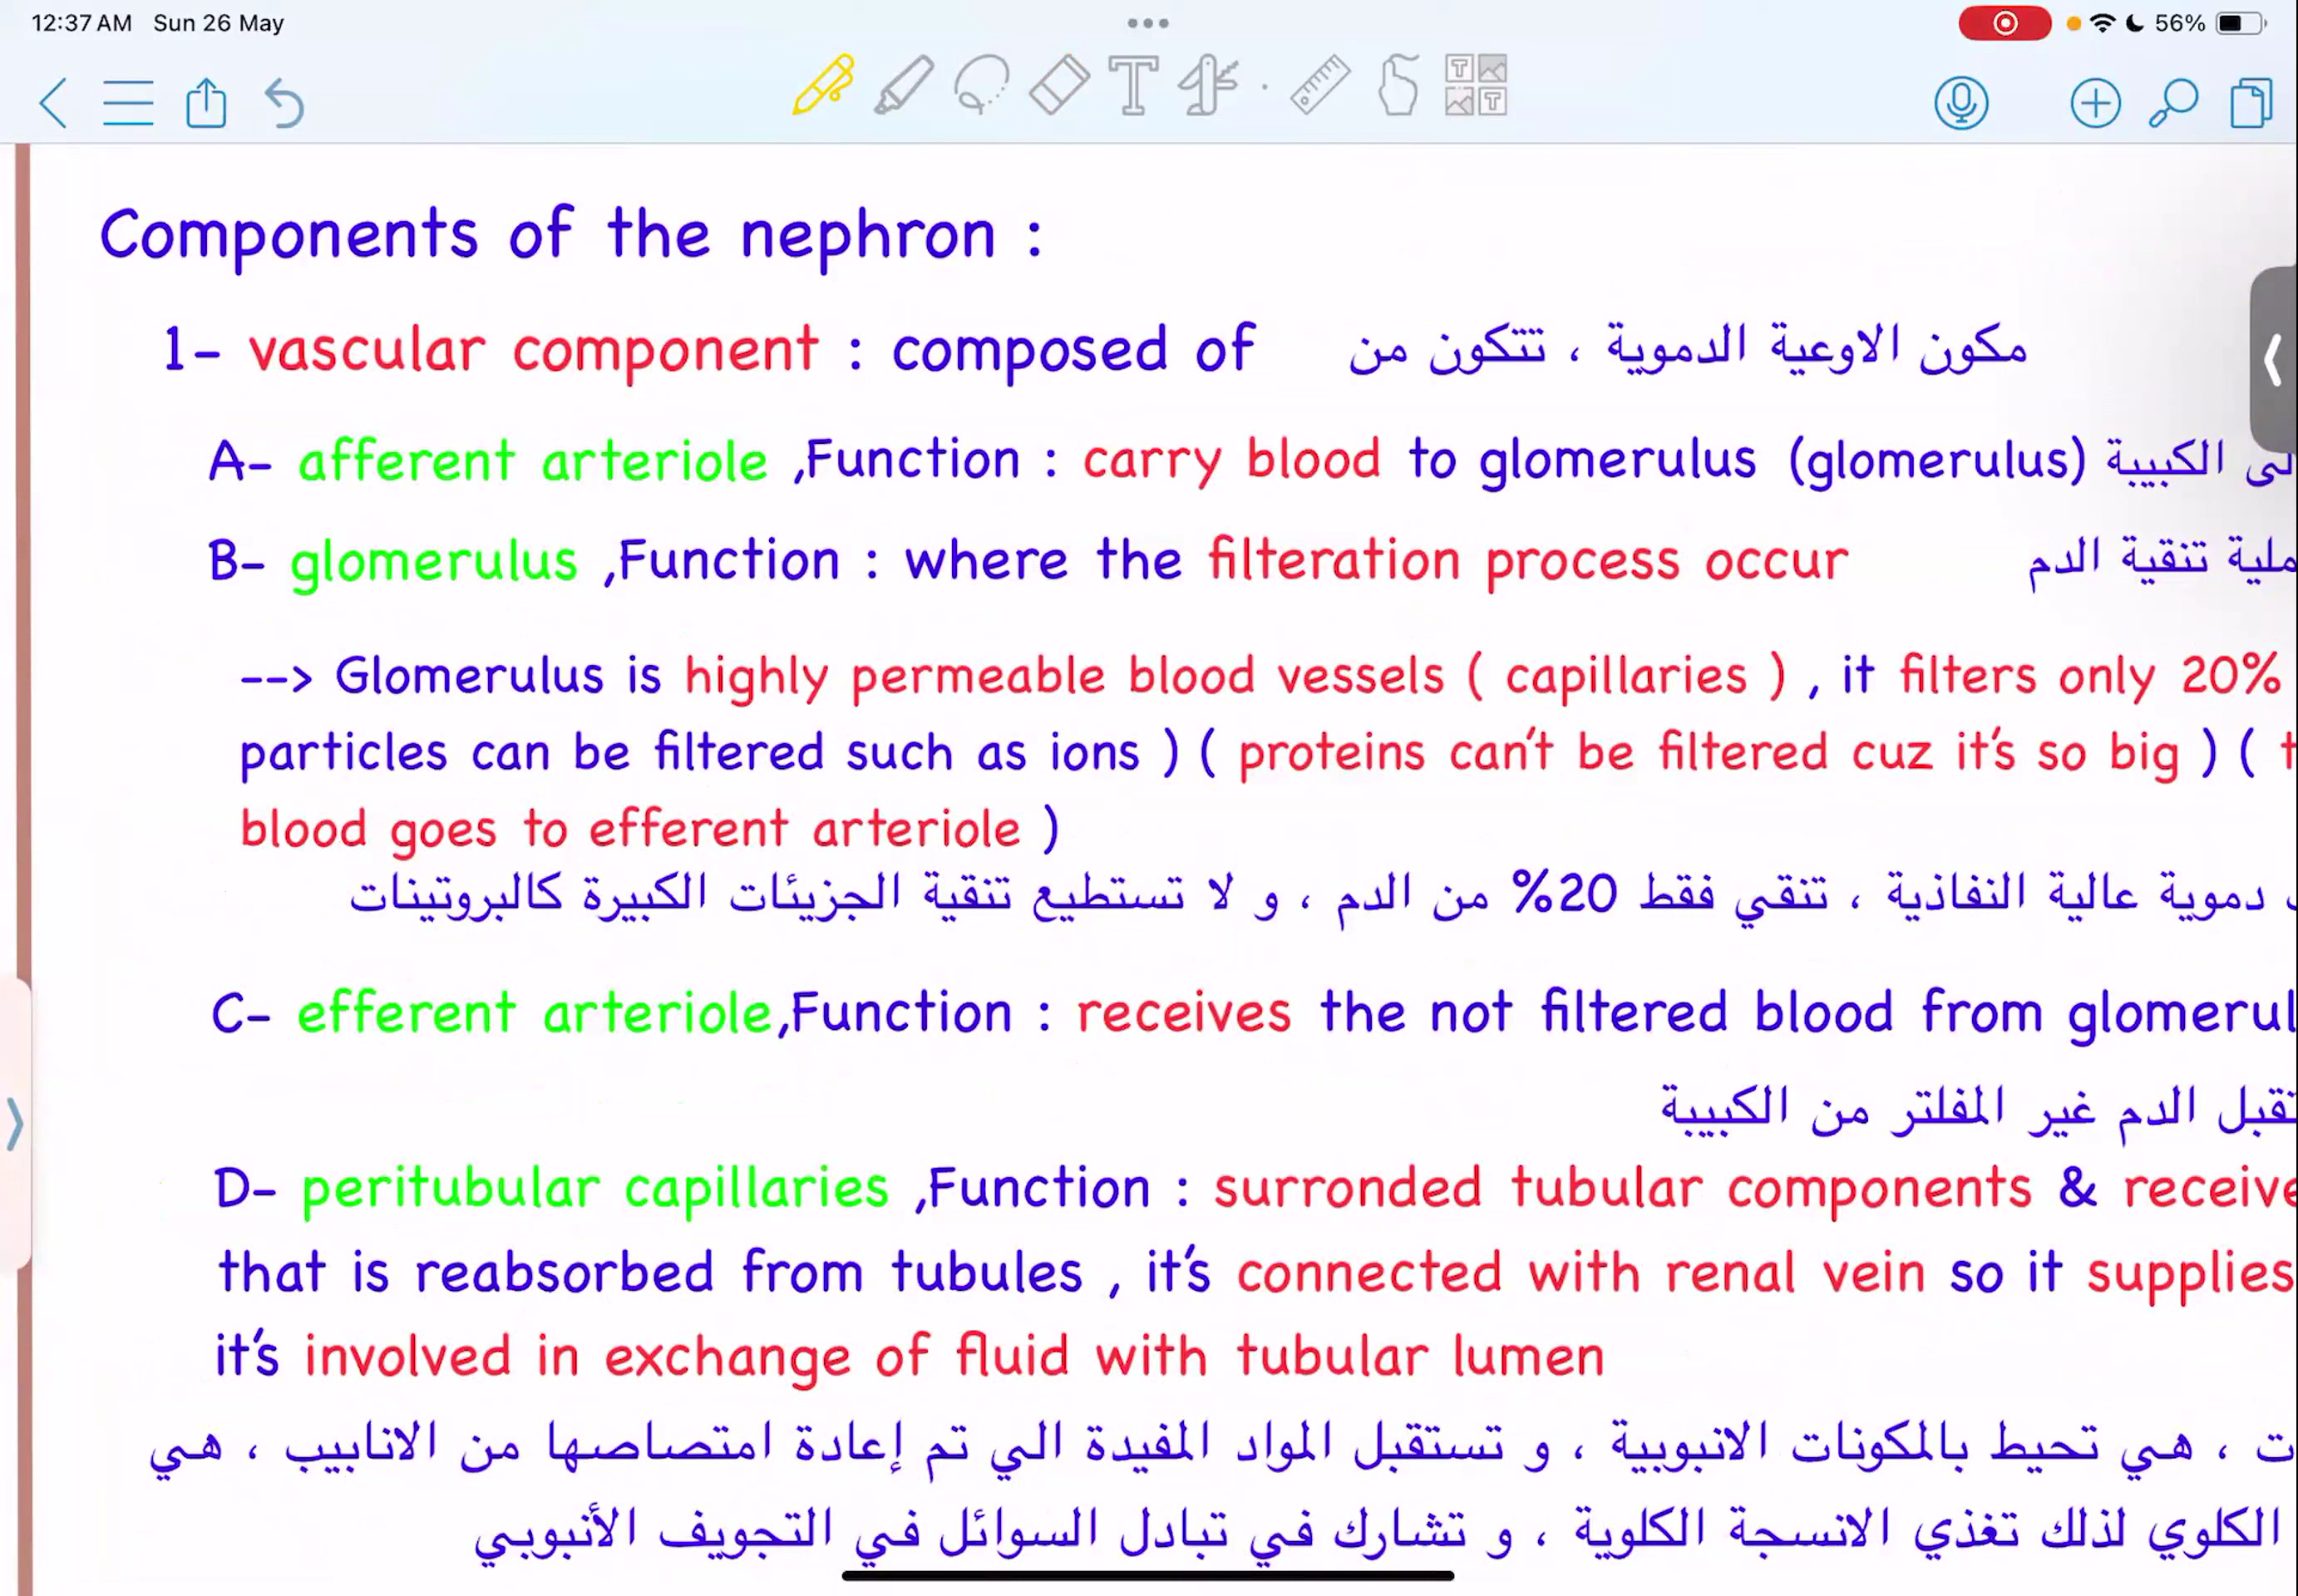 12:37 AM Sun 26 May
56%
Components of the nephron :
1- vascular component : composed of مكون الاوعية الدموية ، تتكون من
A- afferent arteriole ,Function : carry blood to glomerulus (glomerulus) الكبيبة
B- glomerulus ,Function : where the filteration process occur تنقية الدم
--> Glomerulus is highly permeable blood vessels ( capillaries ) , it filters only 20%
particles can be filtered such as ions ) ( proteins can't be filtered cuz it's so big ) (
blood goes to efferent arteriole )
دموية عالية النفاذية ، تنقي فقط 20% من الدم ، و لا تستطيع تنقية الجزيئات الكبيرة كالبروتينات
C- efferent arteriole,Function : receives the not filtered blood from
الدم غير المفلتر من الكبيبة
D- peritubular capillaries ,Function : surronded tubular components &
that is reabsorbed from tubules , it's connected with renal vein so it supplies
it's involved in exchange of fluid with tubular lumen
، هي تحيط بالمكونات الانبوبية ، و تستقبل المواد المفيدة الي تم إعادة امتصاصها من الانابيب ، هي
الكلوي لذلك تغذي الانسجة الكلوية ، و تشارك في تبادل السوائل في التجويف الأنبوبي